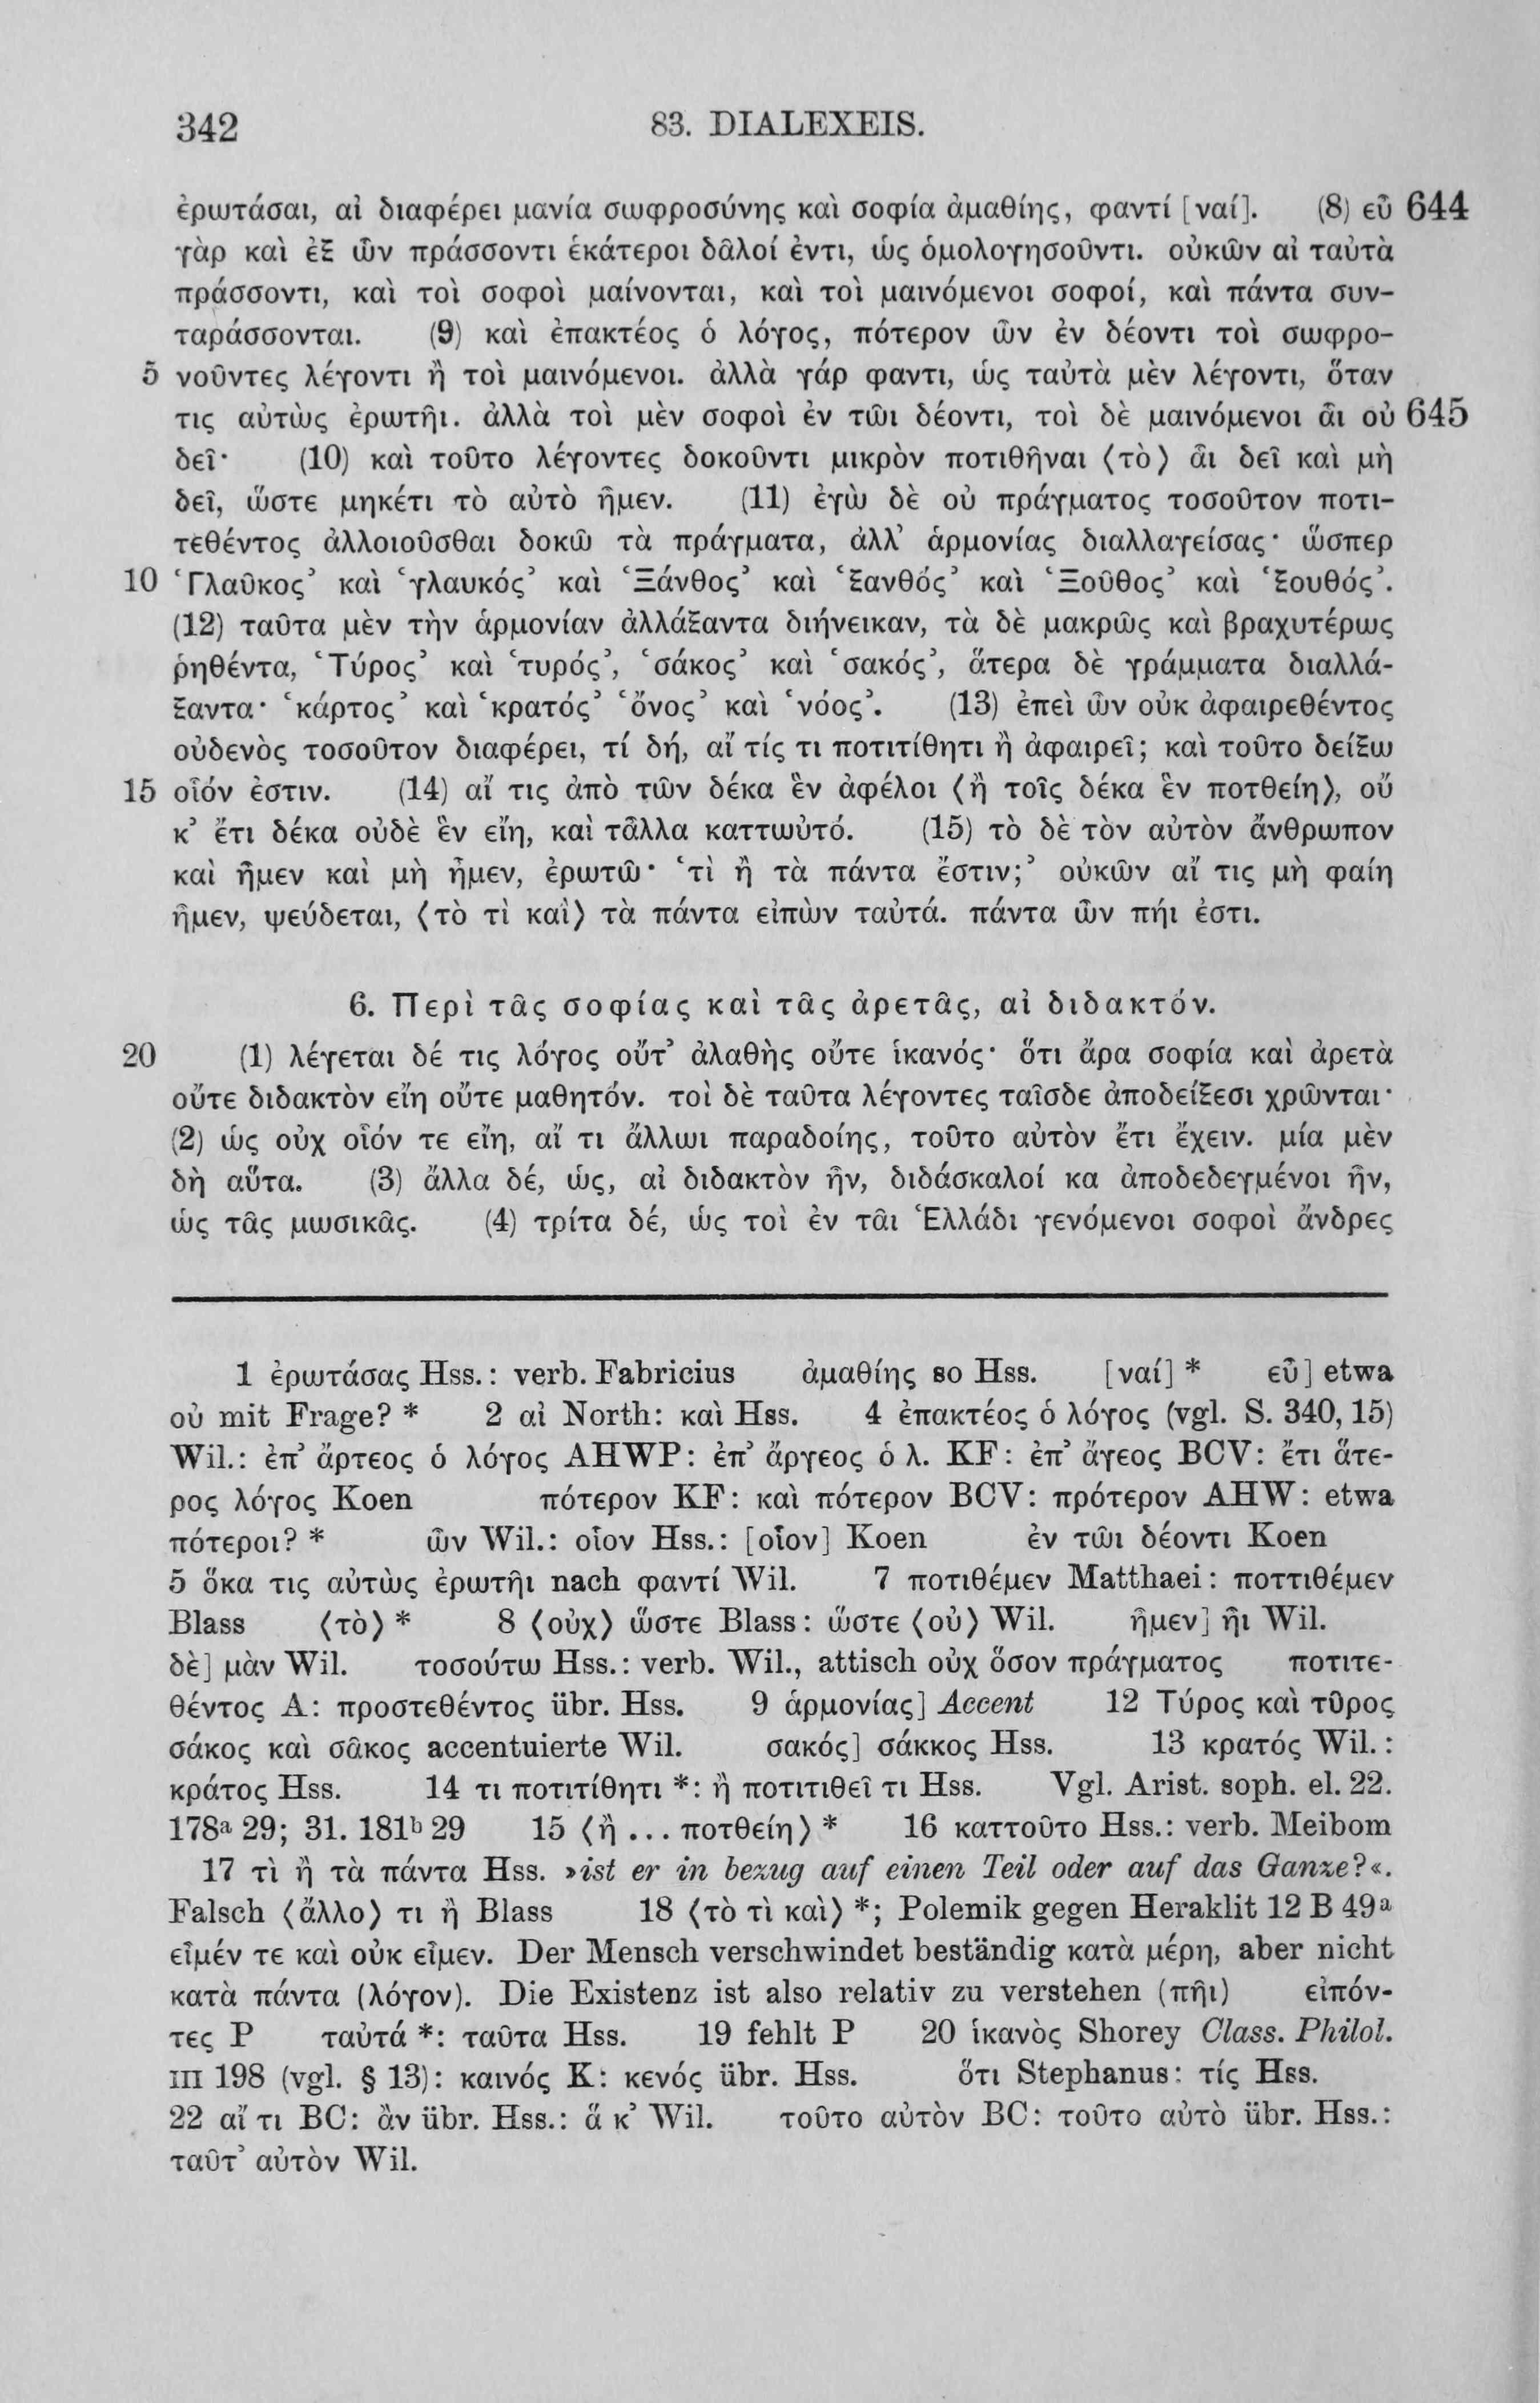 342 83. DIALEXEIS.
ἐρωτάσαι, αἰ διαφέρει μανία σωφροσύνης καὶ σοφία ἀμαθίης, φαντί [ναί]. (8) εὖ 644
γὰρ καὶ ἐξ ὧν πράσσοντι ἑκάτεροι δᾶλοί ἐντι, ὡς ὁμολογησοῦντι. οὐκῶν αἰ ταὐτὰ
πράσσοντι, καὶ τοὶ σοφοὶ μαίνονται, καὶ τοὶ μαινόμενοι σοφοί, καὶ πάντα συν-
ταράσσονται. (9) καὶ ἐπακτέος ὁ λόγος, πότερον ὦν ἐν δέοντι τοὶ σωφρο-
5 νοῦντες λέγοντι ἢ τοὶ μαινόμενοι. ἀλλὰ γάρ φαντι, ὡς ταὐτὰ μὲν λέγοντι, ὅταν
τις αὐτὼς ἐρωτῆι. ἀλλὰ τοὶ μὲν σοφοὶ ἐν τῶι δέοντι, τοὶ δὲ μαινόμενοι ἇι οὐ 645
δεῖ· (10) καὶ τοῦτο λέγοντες δοκοῦντι μικρὸν ποτιθῆναι ⟨τὸ⟩ ἇι δεῖ καὶ μὴ
δεῖ, ὥστε μηκέτι τὸ αὐτὸ ἦμεν. (11) ἐγὼ δὲ οὐ πράγματος τοσοῦτον ποτι-
τεθέντος ἀλλοιοῦσθαι δοκῶ τὰ πράγματα, ἀλλ’ ἁρμονίας διαλλαγείσας· ὥσπερ
10 ‘Γλαῦκος’ καὶ ‘γλαυκός’ καὶ ‘Ξάνθος’ καὶ ‘ξανθός’ καὶ ‘Ξοῦθος’ καὶ ‘ξουθός’.
(12) ταῦτα μὲν τὴν ἁρμονίαν ἀλλάξαντα διήνεικαν, τὰ δὲ μακρῶς καὶ βραχυτέρως
ῥηθέντα, ‘Τύρος’ καὶ ‘τυρός’, ‘σάκος’ καὶ ‘σακός’, ἅτερα δὲ γράμματα διαλλά-
ξαντα· ‘κάρτος’ καὶ ‘κρατός’ ‘ὄνος’ καὶ ‘νόος’. (13) ἐπεὶ ὦν οὐκ ἀφαιρεθέντος
οὐδενὸς τοσοῦτον διαφέρει, τί δή, αἴ τίς τι ποτιτίθητι ἢ ἀφαιρεῖ; καὶ τοῦτο δείξω
15 οἷόν ἐστιν. (14) αἴ τις ἀπὸ τῶν δέκα ἓν ἀφέλοι ⟨ἢ τοῖς δέκα ἓν ποτθείη⟩, οὔ
κ’ ἔτι δέκα οὐδὲ ἓν εἴη, καὶ τἆλλα καττωὐτό. (15) τὸ δὲ τὸν αὐτὸν ἄνθρωπον
καὶ ἦμεν καὶ μὴ ἦμεν, ἐρωτῶ· ‘τὶ ἢ τὰ πάντα ἔστιν;’ οὐκῶν αἴ τις μὴ φαίη
ἦμεν, ψεύδεται, ⟨τὸ τὶ καὶ⟩ τὰ πάντα εἰπὼν ταὐτά. πάντα ὦν πήι ἐστι.
6. Περὶ τᾶς σοφίας καὶ τᾶς ἀρετᾶς, αἰ διδακτόν.
20 (1) λέγεται δέ τις λόγος οὔτ’ ἀλαθὴς οὔτε ἱκανός· ὅτι ἄρα σοφία καὶ ἀρετὰ
οὔτε διδακτὸν εἴη οὔτε μαθητόν. τοὶ δὲ ταῦτα λέγοντες ταῖσδε ἀποδείξεσι χρῶνται·
(2) ὡς οὐχ οἷόν τε εἴη, αἴ τι ἄλλωι παραδοίης, τοῦτο αὐτὸν ἔτι ἔχειν. μία μὲν
δὴ αὕτα. (3) ἄλλα δέ, ὡς, αἰ διδακτὸν ἦν, διδάσκαλοί κα ἀποδεδεγμένοι ἦν,
ὡς τᾶς μωσικᾶς. (4) τρίτα δέ, ὡς τοὶ ἐν τᾶι Ἑλλάδι γενόμενοι σοφοὶ ἄνδρες
1 ἐρωτάσας Hss.: verb. Fabricius ἀμαθίης so Hss. [ναί] * εὖ] etwa
οὐ mit Frage? * 2 αἰ North: καὶ Hss. 4 ἐπακτέος ὁ λόγος (vgl. S. 340, 15)
Wil.: ἐπ’ ἄρτεος ὁ λόγος AHWP: ἐπ’ ἄργεος ὁ λ. KF: ἐπ’ ἄγεος BCV: ἔτι ἅτε-
ρος λόγος Koen πότερον KF: καὶ πότερον BCV: πρότερον AHW: etwa
πότεροι? * ὦν Wil.: οἷον Hss.: [οἷον] Koen ἐν τῶι δέοντι Koen
5 ὅκα τις αὐτὼς ἐρωτῆι nach φαντί Wil. 7 ποτιθέμεν Matthaei: ποττιθέμεν
Blass ⟨τὸ⟩ * 8 ⟨οὐχ⟩ ὥστε Blass: ὥστε ⟨οὐ⟩ Wil. ἦμεν] ἦι Wil.
δὲ] μὰν Wil. τοσούτω Hss.: verb. Wil., attisch οὐχ ὅσον πράγματος ποτιτε-
θέντος A: προστεθέντος übr. Hss. 9 ἁρμονίας] Accent 12 Τύρος καὶ τῦρος
σάκος καὶ σᾶκος accentuierte Wil. σακός] σάκκος Hss. 13 κρατός Wil.:
κράτος Hss. 14 τι ποτιτίθητι *: ἢ ποτιτιθεῖ τι Hss. Vgl. Arist. soph. el. 22.
178ᵃ 29; 31. 181ᵇ 29 15 ⟨ἢ ... ποτθείη⟩ * 16 καττοῦτο Hss.: verb. Meibom
17 τὶ ἢ τὰ πάντα Hss. »ist er in bezug auf einen Teil oder auf das Ganze?«.
Falsch ⟨ἄλλο⟩ τι ἢ Blass 18 ⟨τὸ τὶ καὶ⟩ *; Polemik gegen Heraklit 12 B 49ᵃ
εἶμέν τε καὶ οὐκ εἶμεν. Der Mensch verschwindet beständig κατὰ μέρη, aber nicht
κατὰ πάντα (λόγον). Die Existenz ist also relativ zu verstehen (πῆι) εἰπόν-
τες P ταὐτά *: ταῦτα Hss. 19 fehlt P 20 ἱκανὸς Shorey Class. Philol.
III 198 (vgl. § 13): καινός K: κενός übr. Hss. ὅτι Stephanus: τίς Hss.
22 αἴ τι BC: ἂν übr. Hss.: ἅ κ’ Wil. τοῦτο αὐτὸν BC: τοῦτο αὐτὸ übr. Hss.:
ταῦτ’ αὐτὸν Wil.